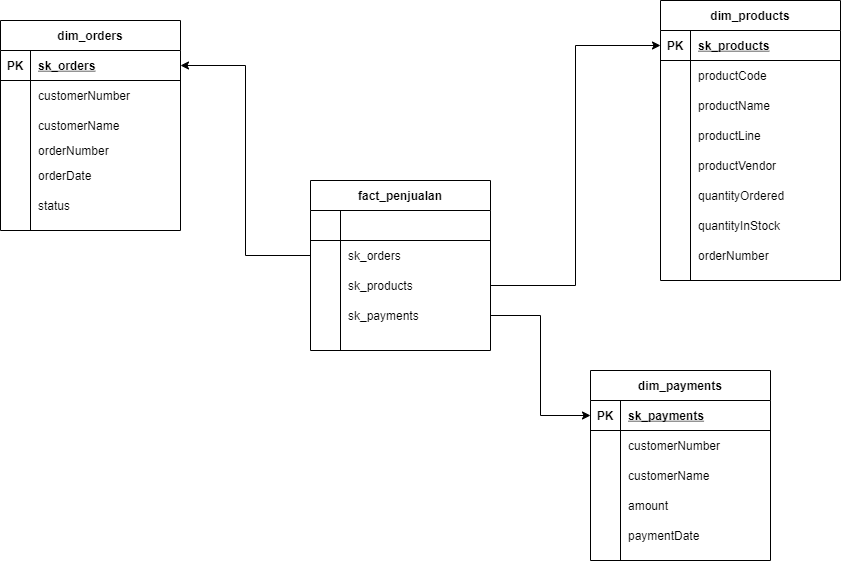 dim_orders
PK sk_orders
customerNumber
customerName
orderNumber
orderDate
status
fact_penjualan
sk_orders
sk_products
sk_payments
dim_products
PK sk_products
productCode
productName
productLine
productVendor
quantityOrdered
quantityInStock
orderNumber
dim_payments
PK sk_payments
customerNumber
customerName
amount
paymentDate